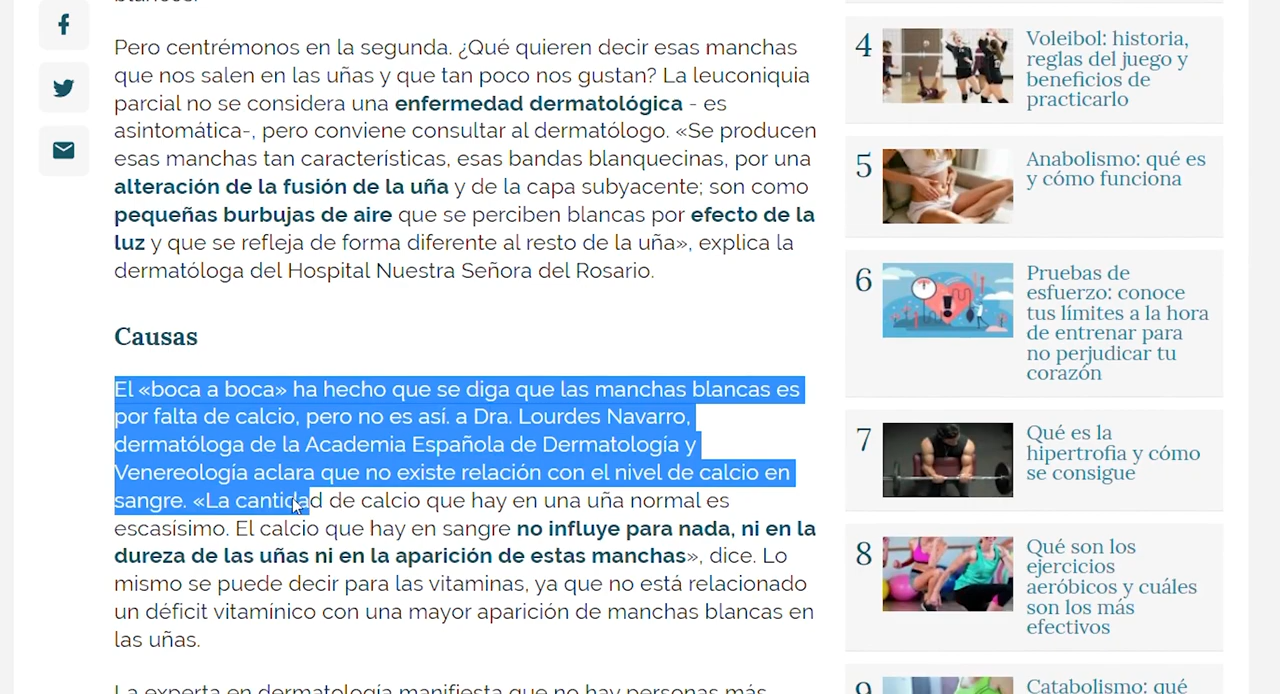 Pero centrémonos en la segunda. ¿Qué quieren decir esas manchas
que nos salen en las uñas y que tan poco nos gustan? La leuconiquia
parcial no se considera una enfermedad dermatológica - es
asintomática-, pero conviene consultar al dermatólogo. «Se producen
esas manchas tan características, esas bandas blanquecinas, por una
alteración de la fusión de la uña y de la capa subyacente; son como
pequeñas burbujas de aire que se perciben blancas por efecto de la
luz y que se refleja de forma diferente al resto de la uña», explica la
dermatóloga del Hospital Nuestra Señora del Rosario.
Causas
El «boca a boca» ha hecho que se diga que las manchas blancas es
por falta de calcio, pero no es así. a Dra. Lourdes Navarro,
dermatóloga de la Academia Española de Dermatología y
Venereología aclara que no existe relación con el nivel de calcio en
sangre. «La cantidad de calcio que hay en una uña normal es
escasísimo. El calcio que hay en sangre no influye para nada, ni en la
dureza de las uñas ni en la aparición de estas manchas», dice. Lo
mismo se puede decir para las vitaminas, ya que no está relacionado
un déficit vitamínico con una mayor aparición de manchas blancas en
las uñas.
La experta en dermatología manifiesta que no hay personas más
4
Voleibol: historia,
reglas del juego y
beneficios de
practicarlo
5
Anabolismo: qué es
y cómo funciona
6
Pruebas de
esfuerzo: conoce
tus límites a la hora
de entrenar para
no perjudicar tu
corazón
7
Qué es la
hipertrofia y cómo
se consigue
8
Qué son los
ejercicios
aeróbicos y cuáles
son los más
efectivos
9
Catabolismo: qué